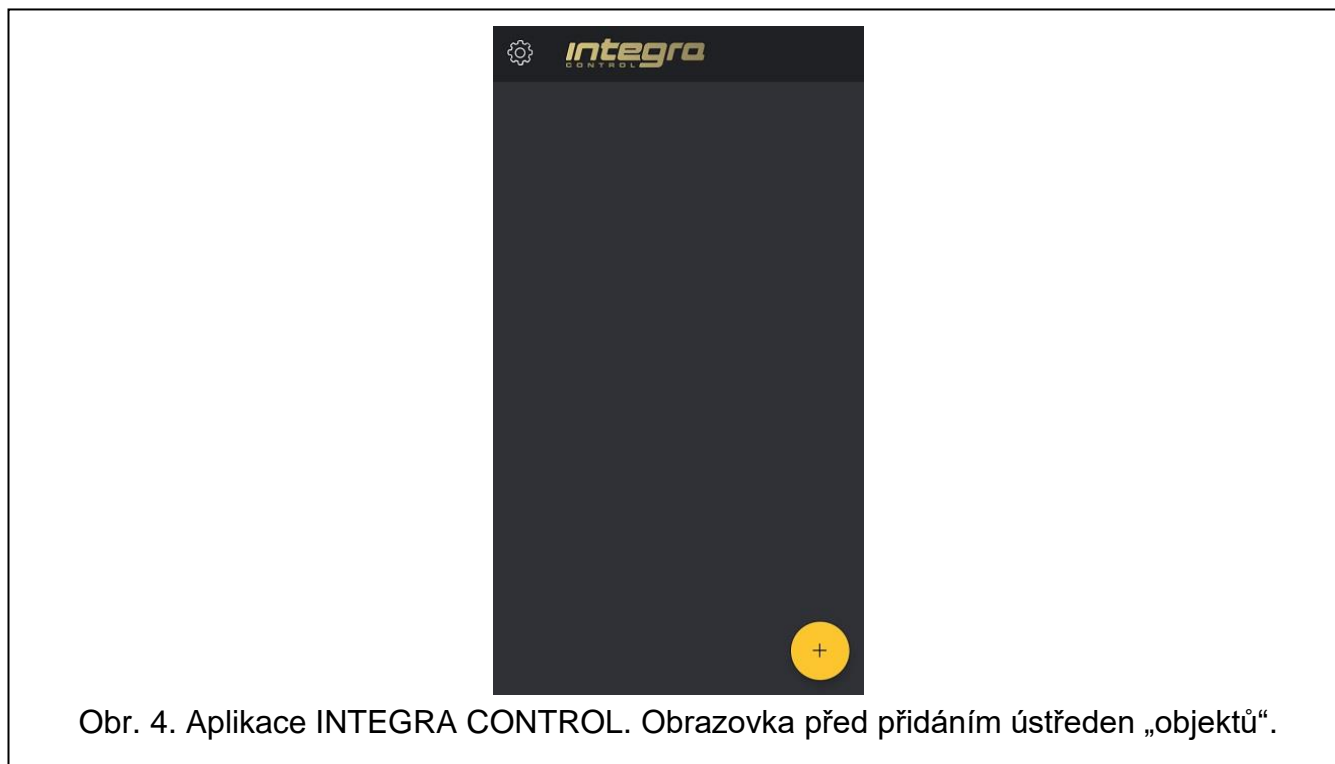 integra
CONTROL
+
Obr. 4. Aplikace INTEGRA CONTROL. Obrazovka před přidáním ústředen „objektů“.